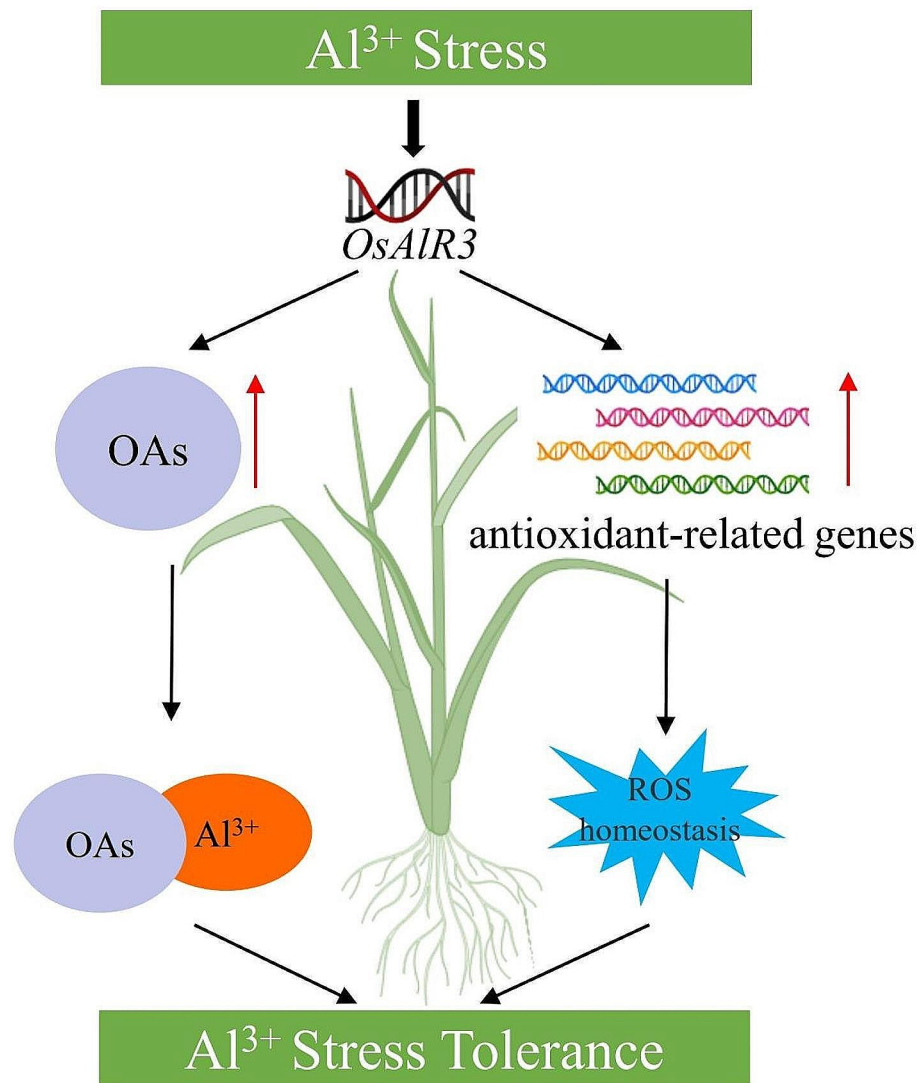 Al³⁺ Stress
OsAlR3
OAs
antioxidant-related genes
OAs
Al³⁺
ROS
homeostasis
Al³⁺ Stress Tolerance